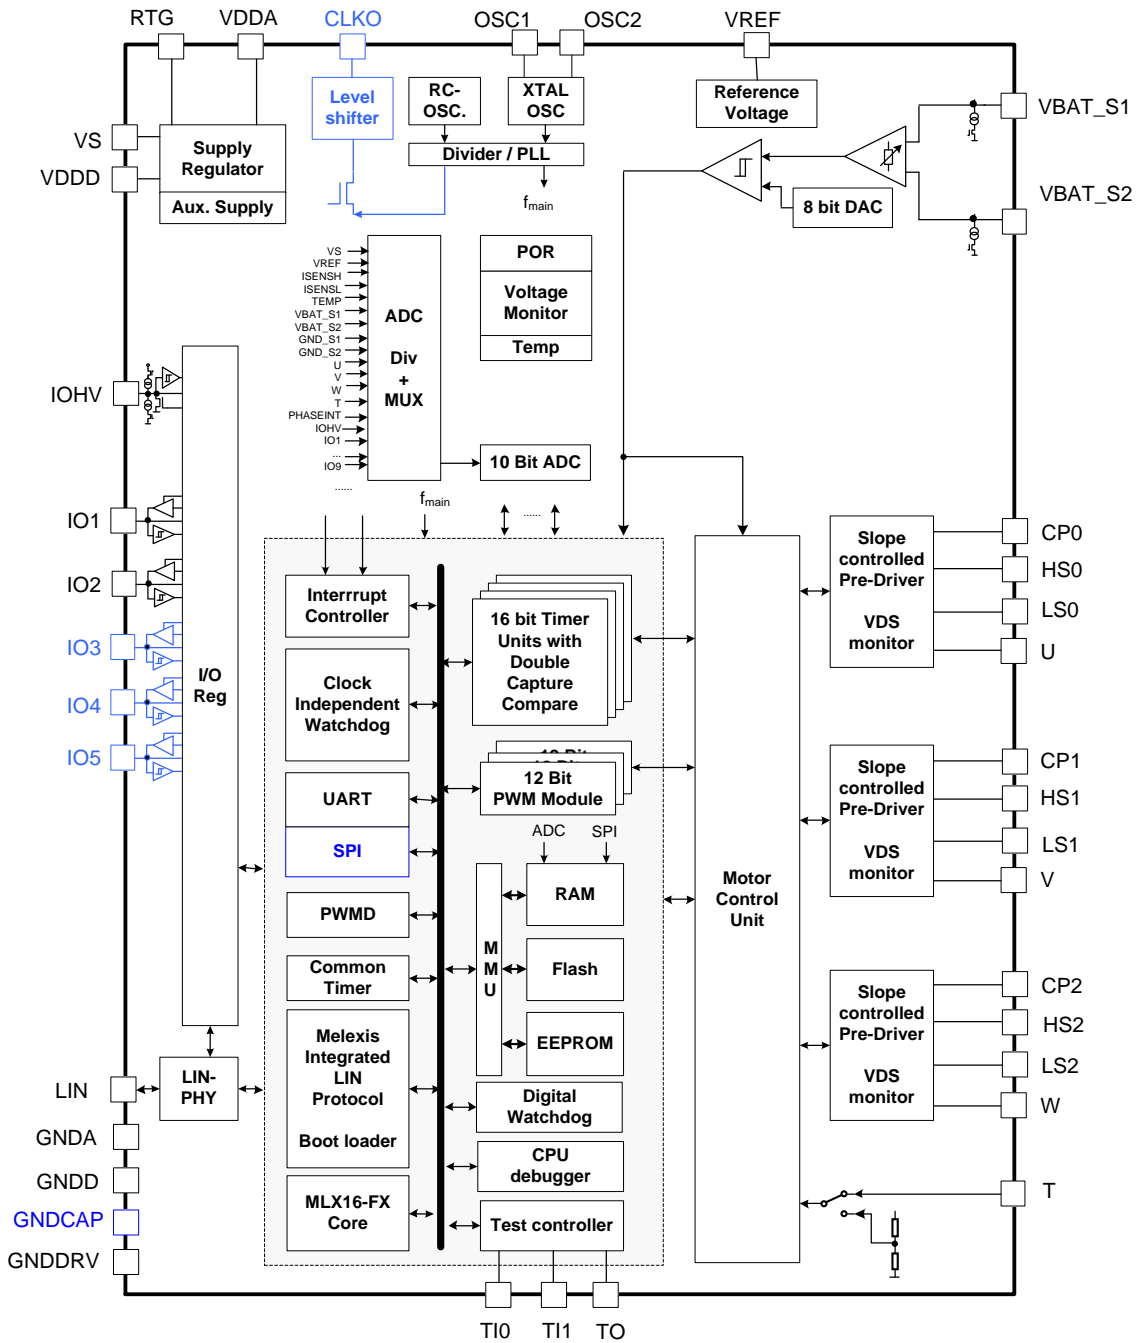 RTG
VDDA
CLKO
OSC1
OSC2
VREF
Level
shifter
RC-
OSC.
XTAL
OSC
Reference
Voltage
VBAT_S1
VS
VDDD
Supply
Regulator
Aux. Supply
Divider / PLL
fmain
8 bit DAC
VBAT_S2
VS
VREF
ISENSH
ISENSL
TEMP
VBAT_S1
VBAT_S2
GND_S1
GND_S2
U
V
W
T
PHASEINT
IOHV
IO1
...
IO9
......
ADC
Div
+
MUX
POR
Voltage
Monitor
Temp
10 Bit ADC
fmain
......
IOHV
IO1
IO2
IO3
IO4
IO5
I/O
Reg
Interrrupt
Controller
Clock
Independent
Watchdog
UART
SPI
PWMD
Common
Timer
Melexis
Integrated
LIN
Protocol
Boot loader
MLX16-FX
Core
16 bit Timer
Units with
Double
Capture
Compare
12 Bit
PWM Module
ADC
SPI
MMU
RAM
Flash
EEPROM
Digital
Watchdog
CPU
debugger
Test controller
Motor
Control
Unit
Slope
controlled
Pre-Driver
VDS
monitor
CP0
HS0
LS0
U
Slope
controlled
Pre-Driver
VDS
monitor
CP1
HS1
LS1
V
Slope
controlled
Pre-Driver
VDS
monitor
CP2
HS2
LS2
W
T
LIN
LIN-
PHY
GNDA
GNDD
GNDCAP
GNDDRV
TI0
TI1
TO